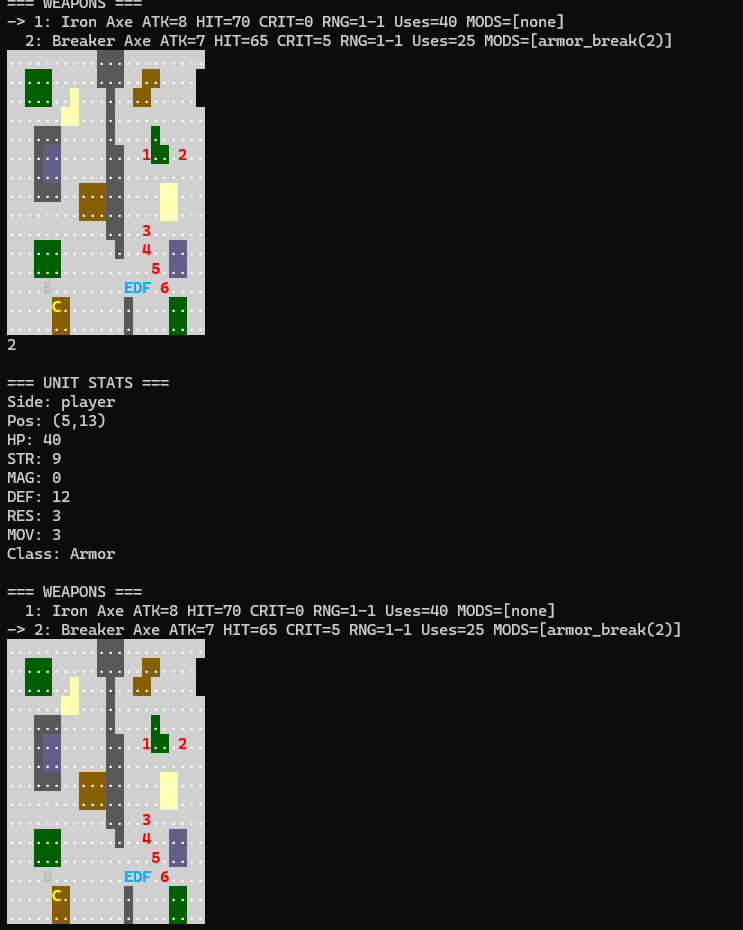 === WEAPONS ===
-> 1: Iron Axe ATK=8 HIT=70 CRIT=0 RNG=1-1 Uses=40 MODS=[none]
2: Breaker Axe ATK=7 HIT=65 CRIT=5 RNG=1-1 Uses=25 MODS=[armor_break(2)]
......................
.....................
.....................
......................
......................
...............1...2..
......................
......................
......................
...............3......
...............4......
................5.....
....B........EDF.6....
.....C................
......................
2
=== UNIT STATS ===
Side: player
Pos: (5,13)
HP: 40
STR: 9
MAG: 0
DEF: 12
RES: 3
MOV: 3
Class: Armor
=== WEAPONS ===
1: Iron Axe ATK=8 HIT=70 CRIT=0 RNG=1-1 Uses=40 MODS=[none]
-> 2: Breaker Axe ATK=7 HIT=65 CRIT=5 RNG=1-1 Uses=25 MODS=[armor_break(2)]
......................
.....................
.....................
......................
......................
...............1...2..
......................
......................
......................
...............3......
...............4......
................5.....
....B........EDF.6....
.....C................
......................